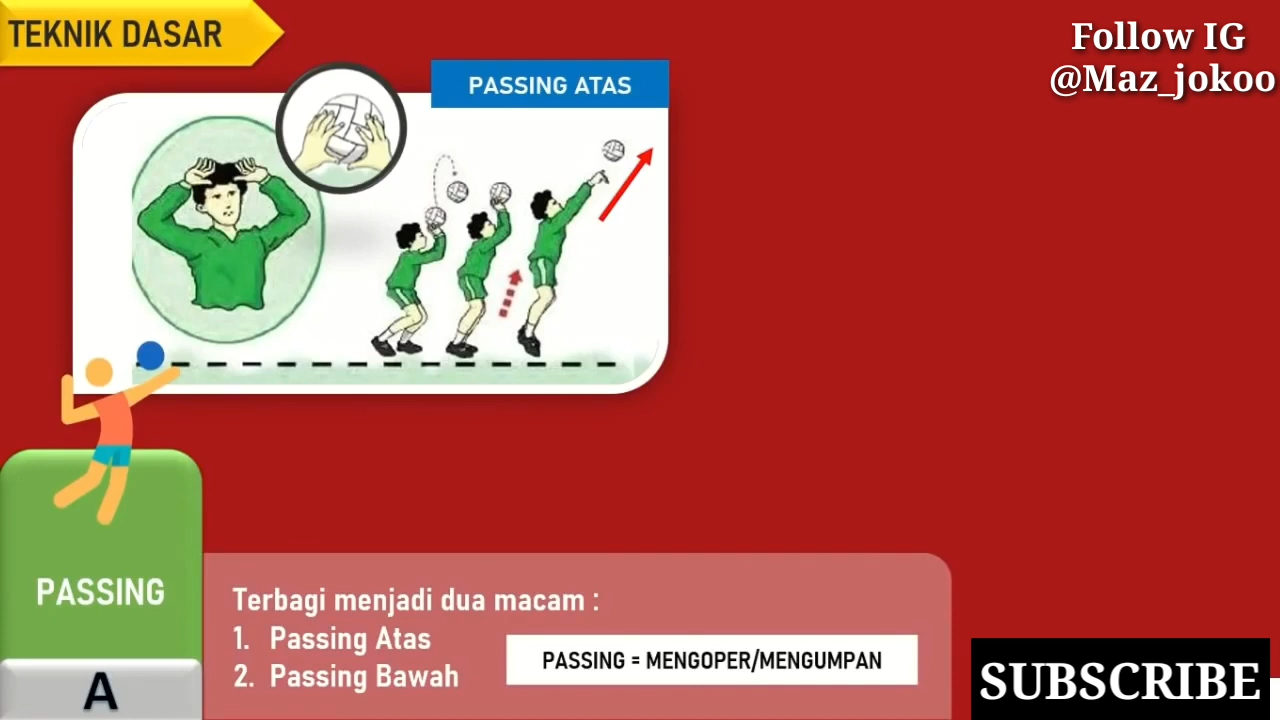 TEKNIK DASAR
Follow IG
@Maz_jokoo
PASSING ATAS
PASSING
A
Terbagi menjadi dua macam :
1. Passing Atas
2. Passing Bawah
PASSING = MENGOPER/MENGUMPAN
SUBSCRIBE